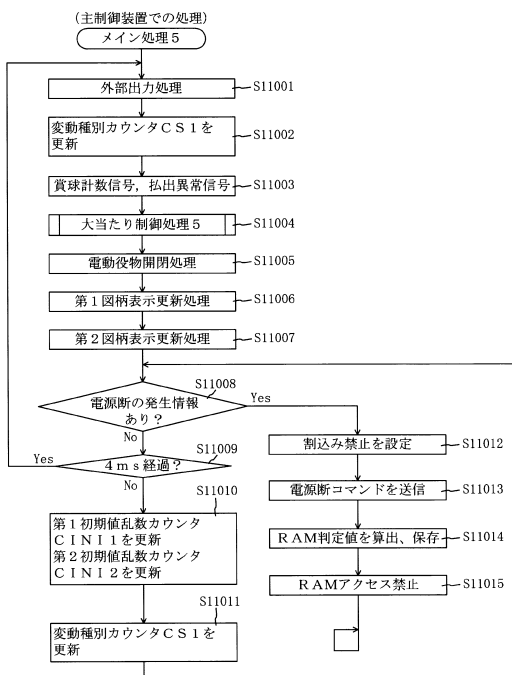 (主制御装置での処理)
メイン処理5
外部出力処理
S11001
変動種別カウンタCS1を
更新
S11002
賞球計数信号，払出異常信号
S11003
大当たり制御処理5
S11004
電動役物開閉処理
S11005
第1図柄表示更新処理
S11006
第2図柄表示更新処理
S11007
S11008
電源断の発生情報
あり？
Yes
No
S11009
4ms経過？
Yes
No
S11010
第1初期値乱数カウンタ
CINI1を更新
第2初期値乱数カウンタ
CINI2を更新
S11011
変動種別カウンタCS1を
更新
割込み禁止を設定
S11012
電源断コマンドを送信
S11013
RAM判定値を算出、保存
S11014
RAMアクセス禁止
S11015